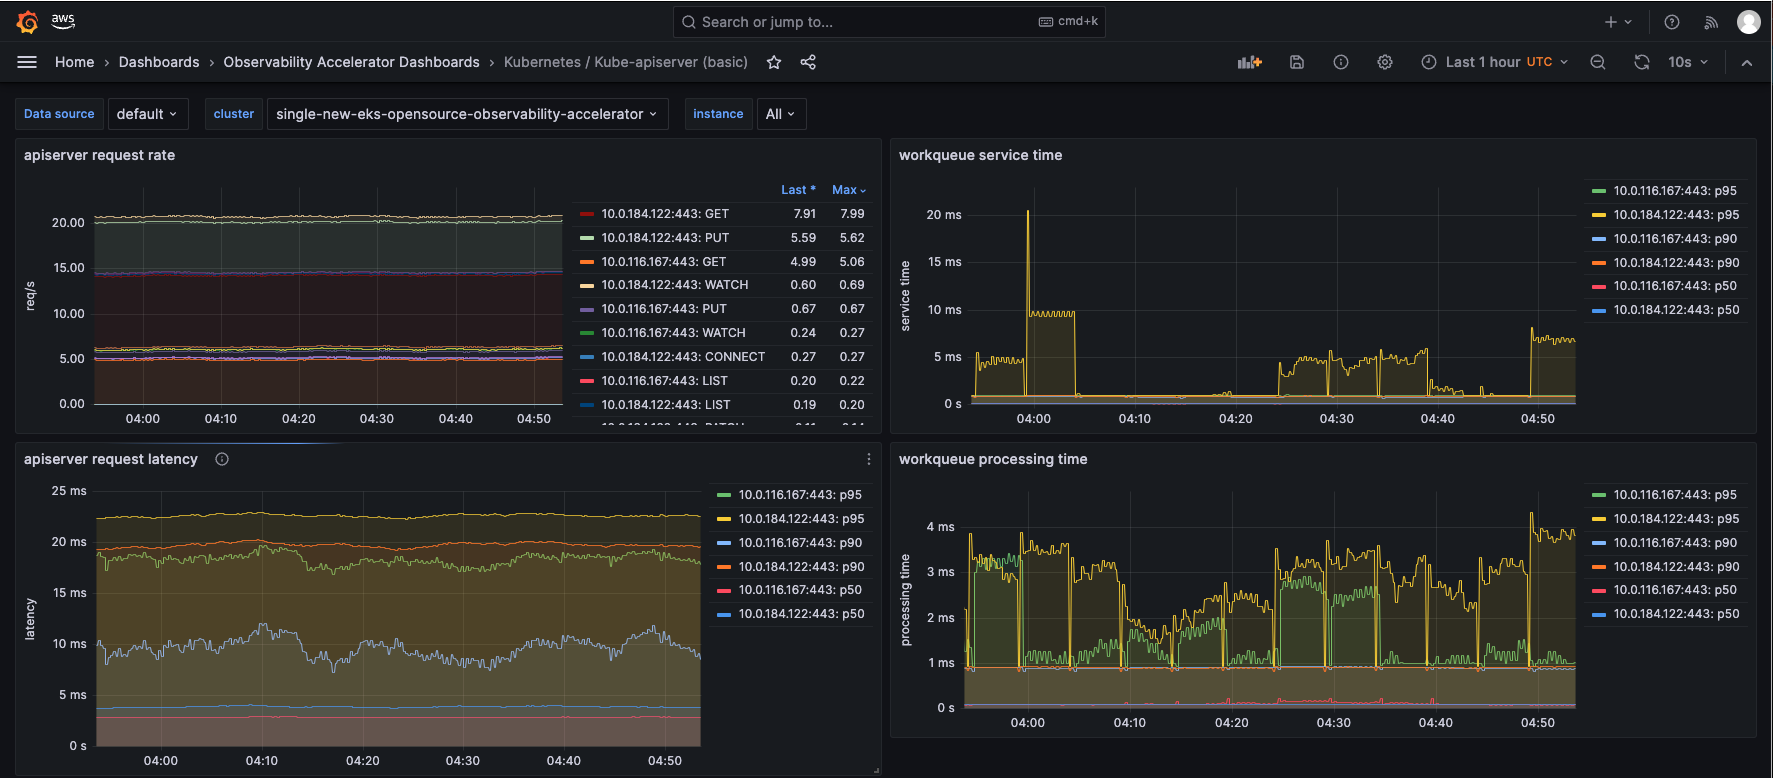 aws
Search or jump to...
cmd+k
Home › Dashboards › Observability Accelerator Dashboards › Kubernetes / Kube-apiserver (basic)
Last 1 hour UTC
10s
Data source default
cluster single-new-eks-opensource-observability-accelerator
instance All
apiserver request rate
req/s
20.00
15.00
10.00
5.00
0.00
04:00 04:10 04:20 04:30 04:40 04:50
Last * Max
10.0.184.122:443: GET 7.91 7.99
10.0.184.122:443: PUT 5.59 5.62
10.0.116.167:443: GET 4.99 5.06
10.0.184.122:443: WATCH 0.60 0.69
10.0.116.167:443: PUT 0.67 0.67
10.0.116.167:443: WATCH 0.24 0.27
10.0.184.122:443: CONNECT 0.27 0.27
10.0.116.167:443: LIST 0.20 0.22
10.0.184.122:443: LIST 0.19 0.20
workqueue service time
service time
20 ms
15 ms
10 ms
5 ms
0 s
04:00 04:10 04:20 04:30 04:40 04:50
10.0.116.167:443: p95
10.0.184.122:443: p95
10.0.116.167:443: p90
10.0.184.122:443: p90
10.0.116.167:443: p50
10.0.184.122:443: p50
apiserver request latency
latency
25 ms
20 ms
15 ms
10 ms
5 ms
0 s
04:00 04:10 04:20 04:30 04:40 04:50
10.0.116.167:443: p95
10.0.184.122:443: p95
10.0.116.167:443: p90
10.0.184.122:443: p90
10.0.116.167:443: p50
10.0.184.122:443: p50
workqueue processing time
processing time
4 ms
3 ms
2 ms
1 ms
0 s
04:00 04:10 04:20 04:30 04:40 04:50
10.0.116.167:443: p95
10.0.184.122:443: p95
10.0.116.167:443: p90
10.0.184.122:443: p90
10.0.116.167:443: p50
10.0.184.122:443: p50